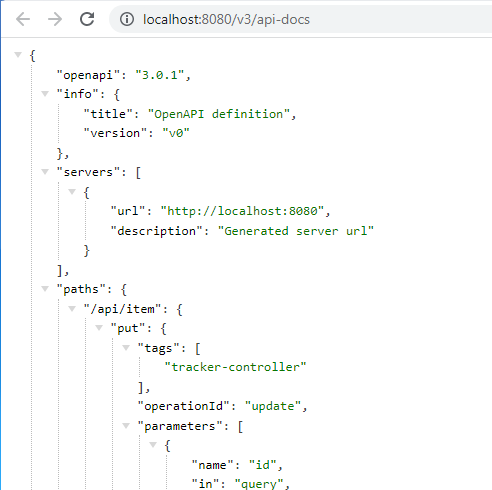 localhost:8080/v3/api-docs
{
"openapi": "3.0.1",
"info": {
"title": "OpenAPI definition",
"version": "v0"
},
"servers": [
{
"url": "http://localhost:8080",
"description": "Generated server url"
}
],
"paths": {
"/api/item": {
"put": {
"tags": [
"tracker-controller"
],
"operationId": "update",
"parameters": [
{
"name": "id",
"in": "query",